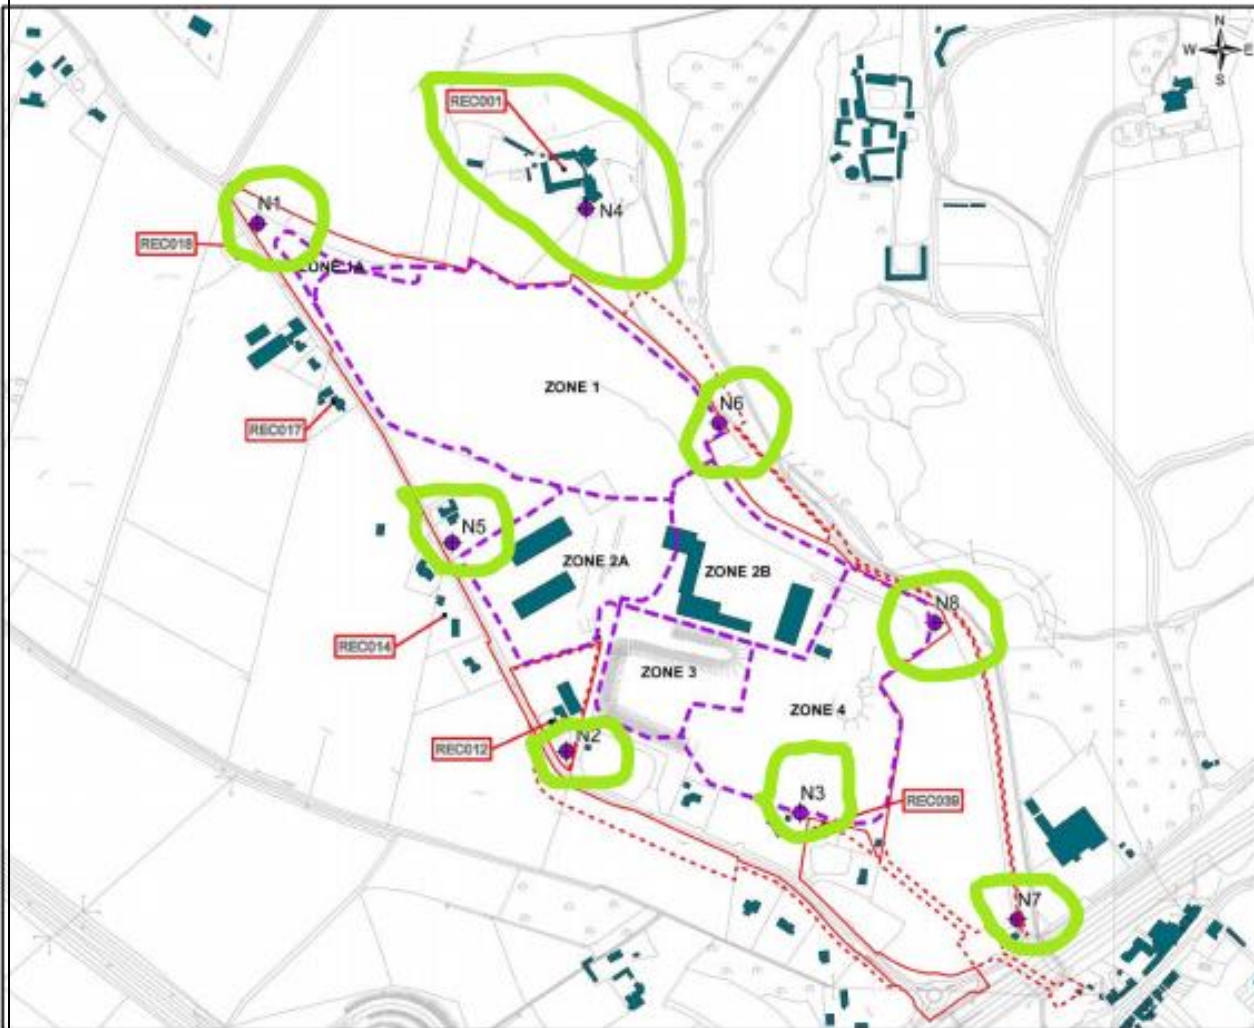 N
W E
S
REC001
N4
N1
REC018
ZONE 1A
ZONE 1
N6
REC017
N5
ZONE 2A
ZONE 2B
N8
REC014
ZONE 3
ZONE 4
REC012
N2
N3
REC039
N7